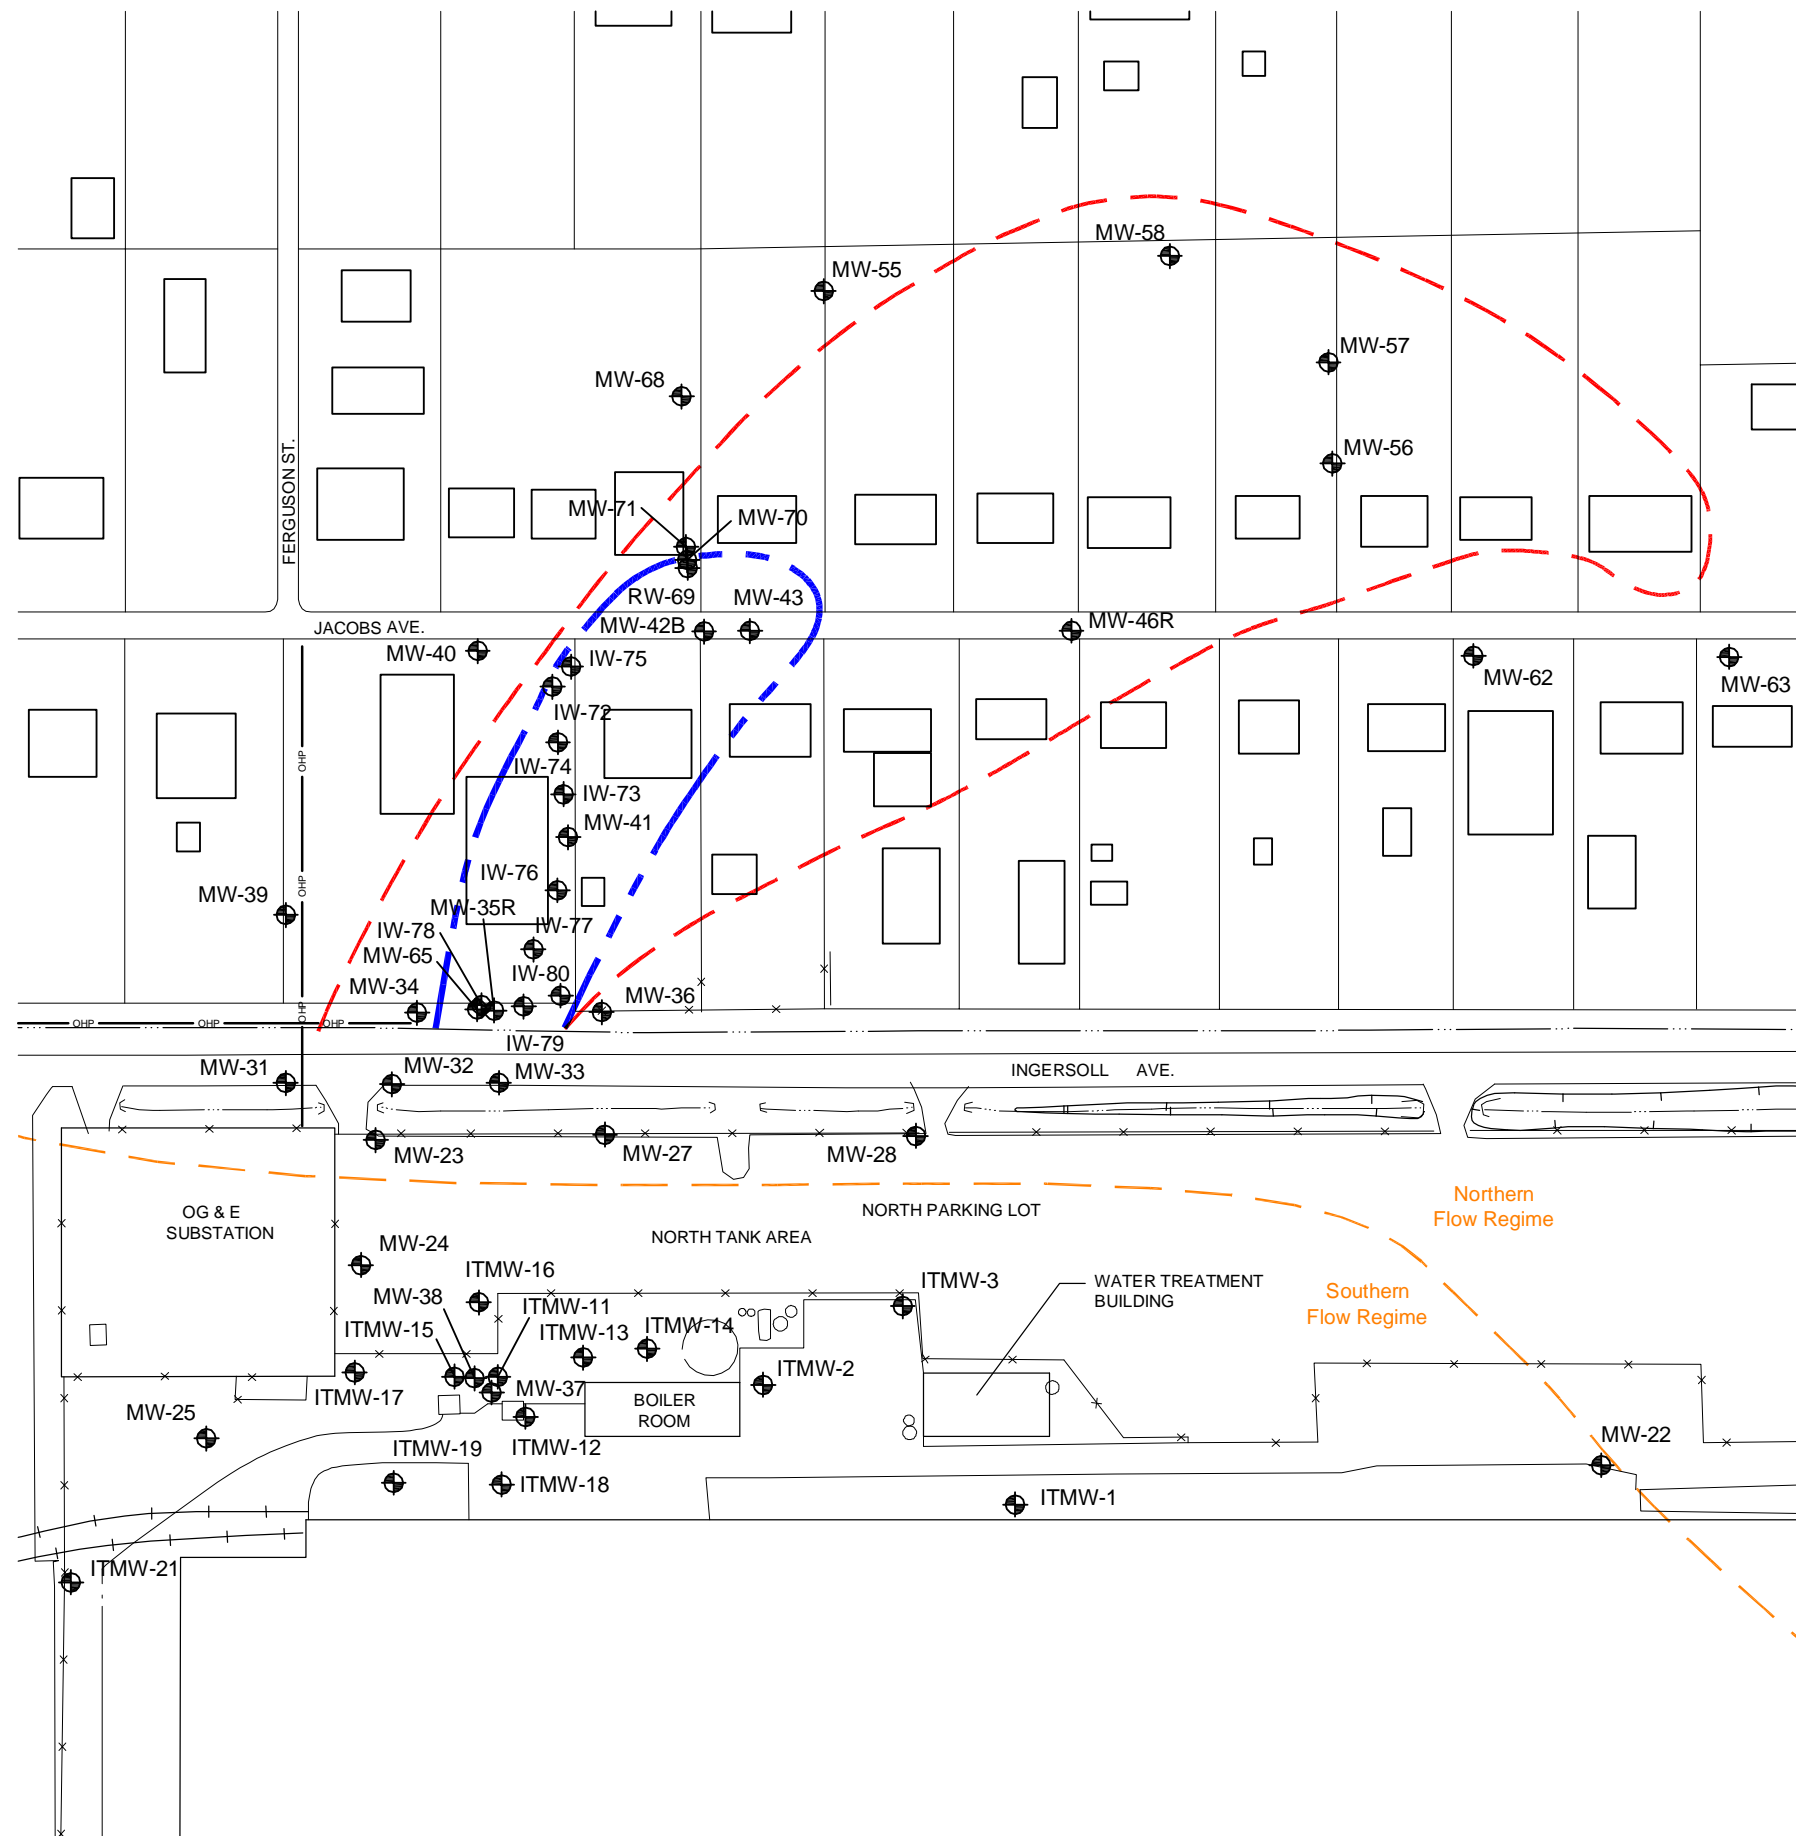 MW-58
MW-55
MW-57
MW-68
MW-56
FERGUSON ST.
MW-71
MW-70
RW-69
MW-43
JACOBS AVE.
MW-42B
MW-46R
MW-40
IW-75
MW-62
MW-63
IW-72
OHP
IW-74
IW-73
MW-41
IW-76
OHP
MW-39
MW-35R
IW-78
IW-77
MW-65
IW-80
MW-34
MW-36
OHP
OHP
OHP
OHP
IW-79
MW-31
MW-32
MW-33
INGERSOLL AVE.
MW-23
MW-27
MW-28
OG & E
SUBSTATION
NORTH PARKING LOT
Northern
Flow Regime
NORTH TANK AREA
MW-24
ITMW-16
ITMW-3
WATER TREATMENT
BUILDING
Southern
Flow Regime
MW-38
ITMW-11
ITMW-15
ITMW-13
ITMW-14
ITMW-2
ITMW-17
MW-37
BOILER
ROOM
MW-25
ITMW-19
ITMW-12
MW-22
ITMW-18
ITMW-1
ITMW-21